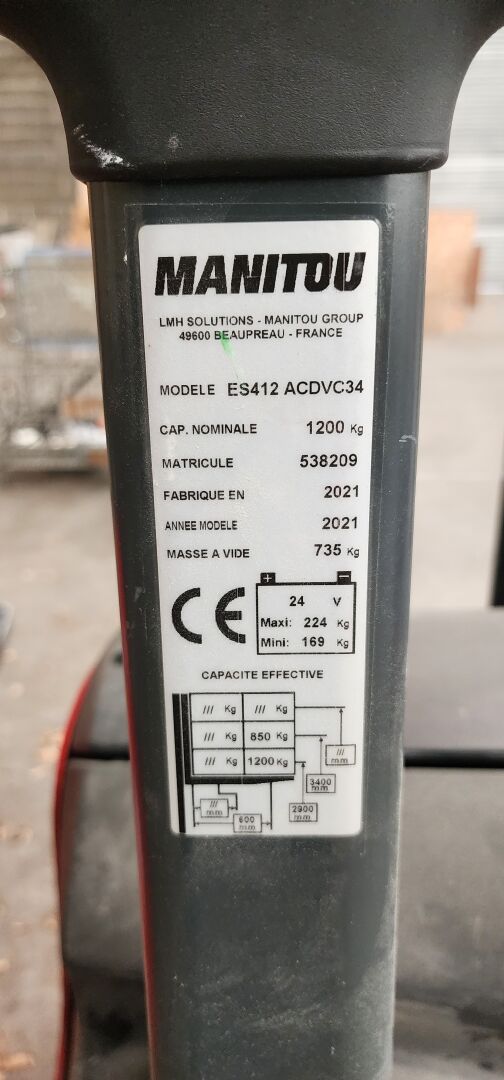 MANITOU
LMH SOLUTIONS - MANITOU GROUP
49600 BEAUPREAU - FRANCE
MODELE ES412 ACDVC34
CAP. NOMINALE 1200 Kg
MATRICULE 538209
FABRIQUE EN 2021
ANNEE MODELE 2021
MASSE A VIDE 735 Kg
CE
+ −
24 V
Maxi: 224 Kg
Mini: 169 Kg
CAPACITE EFFECTIVE
/// Kg /// Kg
/// Kg 850 Kg
/// Kg 1200 Kg
/// mm
3400 mm
2900 mm
/// mm
600 mm